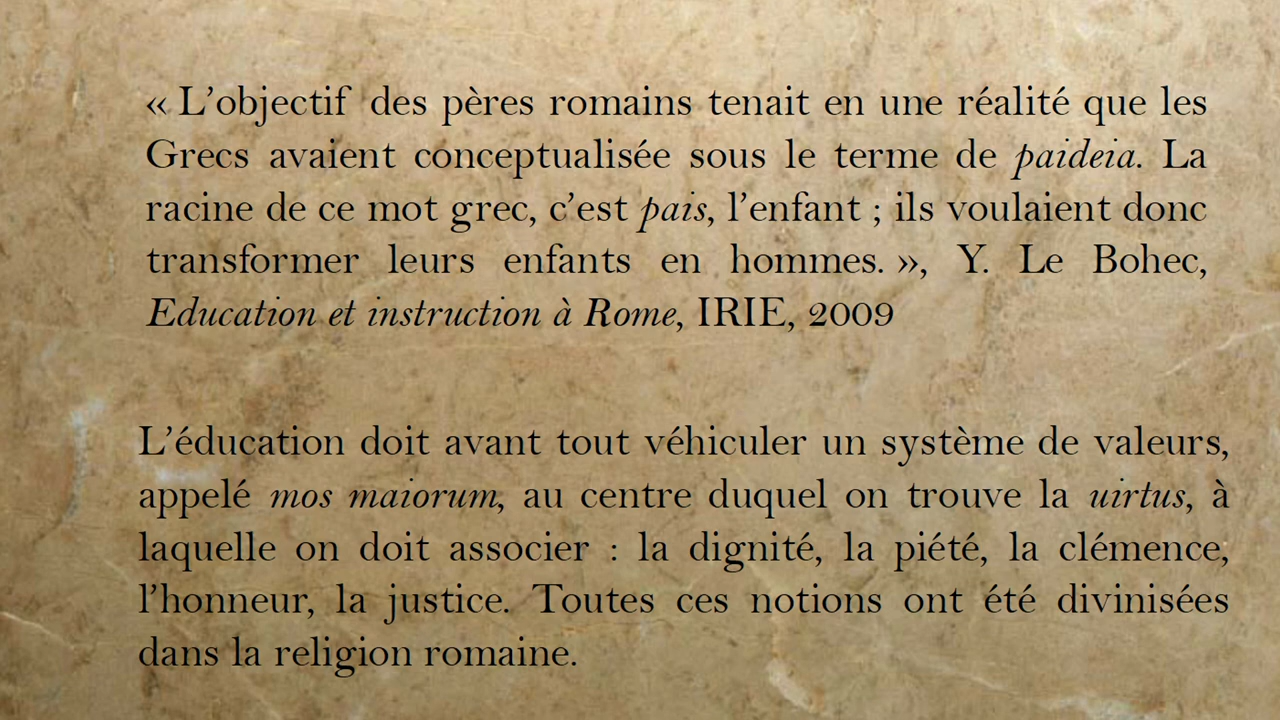 « L’objectif des pères romains tenait en une réalité que les
Grecs avaient conceptualisée sous le terme de paideia. La
racine de ce mot grec, c’est pais, l’enfant ; ils voulaient donc
transformer leurs enfants en hommes. », Y. Le Bohec,
Education et instruction à Rome, IRIE, 2009
L’éducation doit avant tout véhiculer un système de valeurs,
appelé mos maiorum, au centre duquel on trouve la uirtus, à
laquelle on doit associer : la dignité, la piété, la clémence,
l’honneur, la justice. Toutes ces notions ont été divinisées
dans la religion romaine.